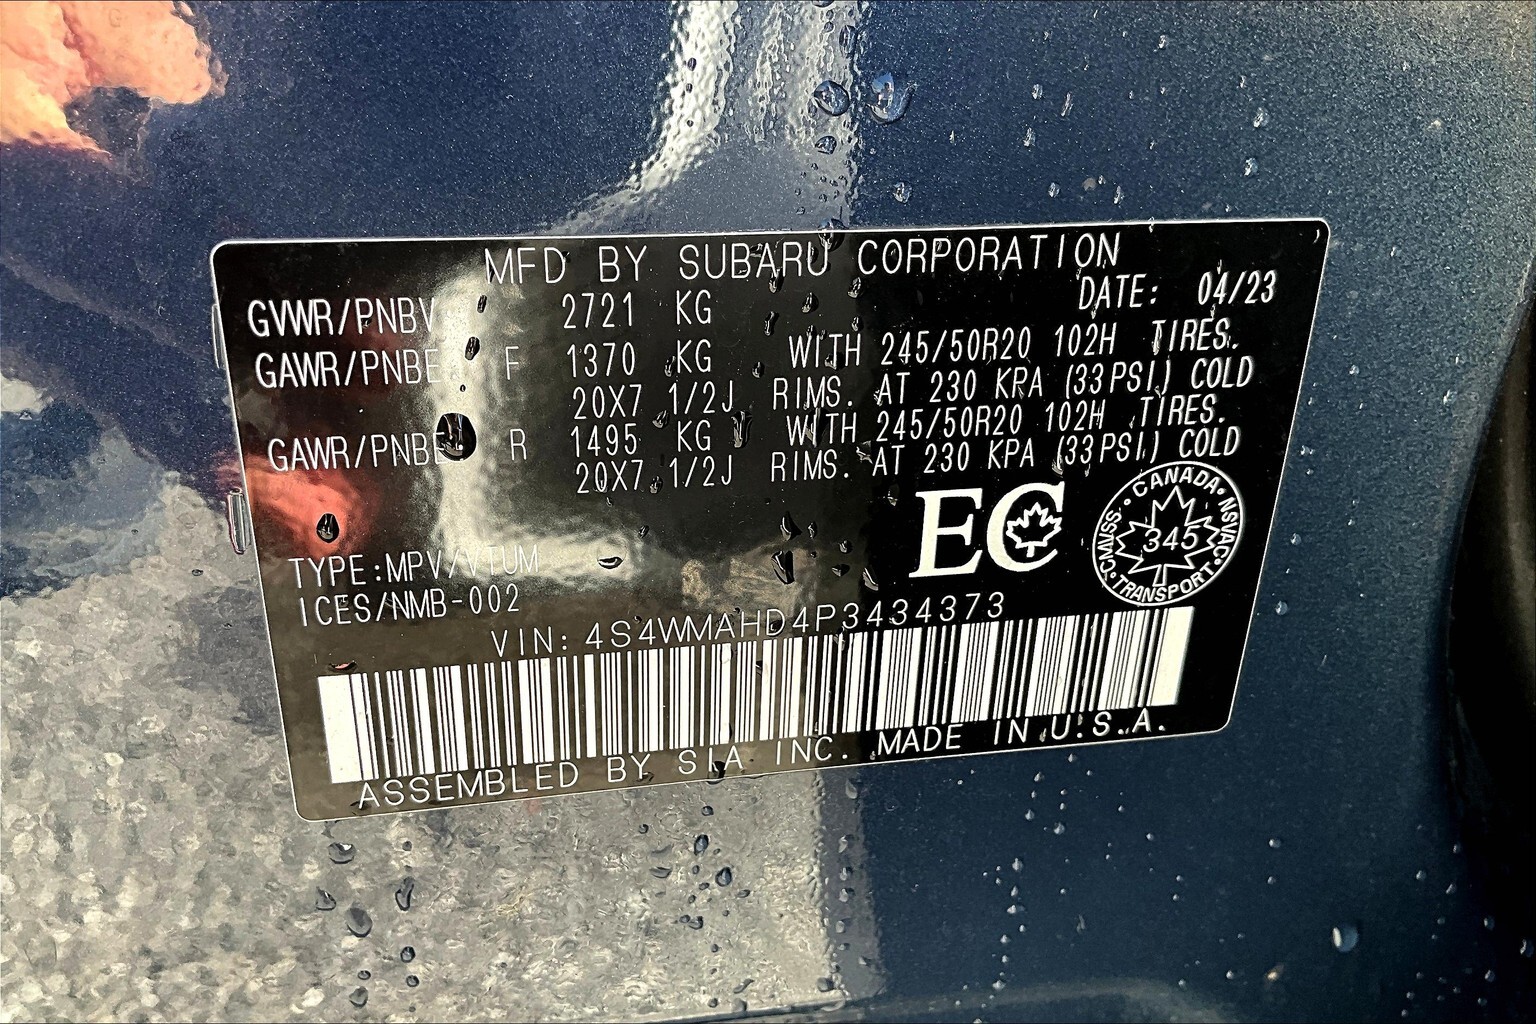 MFD BY SUBARU CORPORATION
DATE: 04/23
GVWR/PNBV 2721 KG
GAWR/PNBE F 1370 KG WITH 245/50R20 102H TIRES.
20X7 1/2J RIMS. AT 230 KPA (33PSI) COLD
GAWR/PNBE R 1495 KG WITH 245/50R20 102H TIRES.
20X7 1/2J RIMS. AT 230 KPA (33PSI) COLD
EC
CANADA • NSVAC • TRANSPORT • CMVSS •
345
TYPE:MPV/VTUM
ICES/NMB-002
VIN: 4S4WMAHD4P3434373
ASSEMBLED BY SIA INC. MADE IN U.S.A.